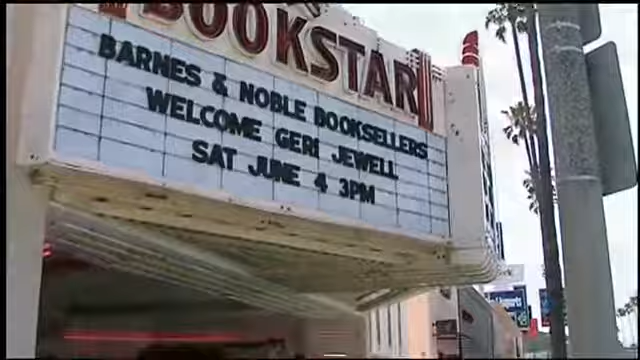 BOOKSTAR
BARNES & NOBLE BOOKSELLERS
WELCOME GERI JEWELL
SAT JUNE 4 3PM